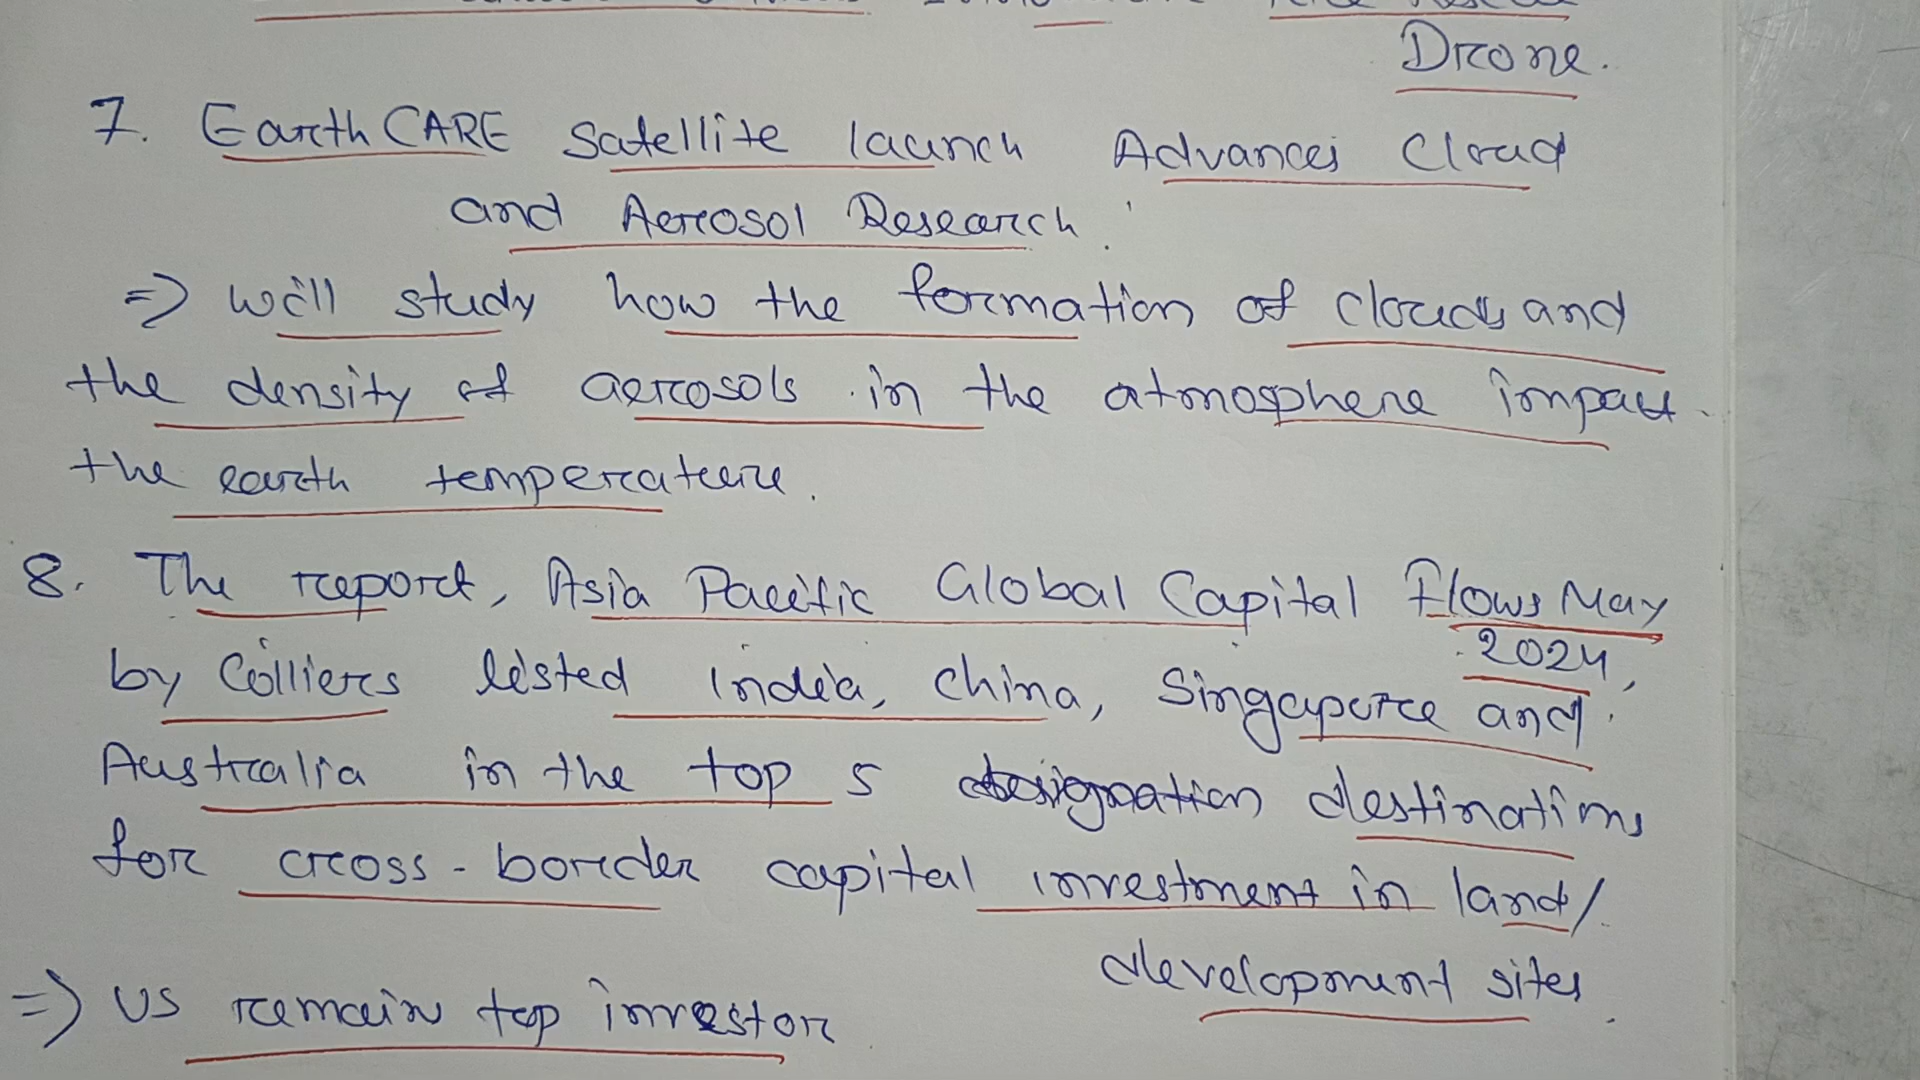 Drone.
7. EarthCARE Satellite launch Advances Cloud
and Aerosol Research:
=> will study how the formation of clouds and
the density of aerosols in the atmosphere impact
the earth temperature.
8. The report, Asia Pacific Global Capital Flows May
2024,
by Colliers listed india, china, Singapore and
Australia in the top 5 destinations
for cross-border capital investment in land/
development sites.
=> US remain top investor